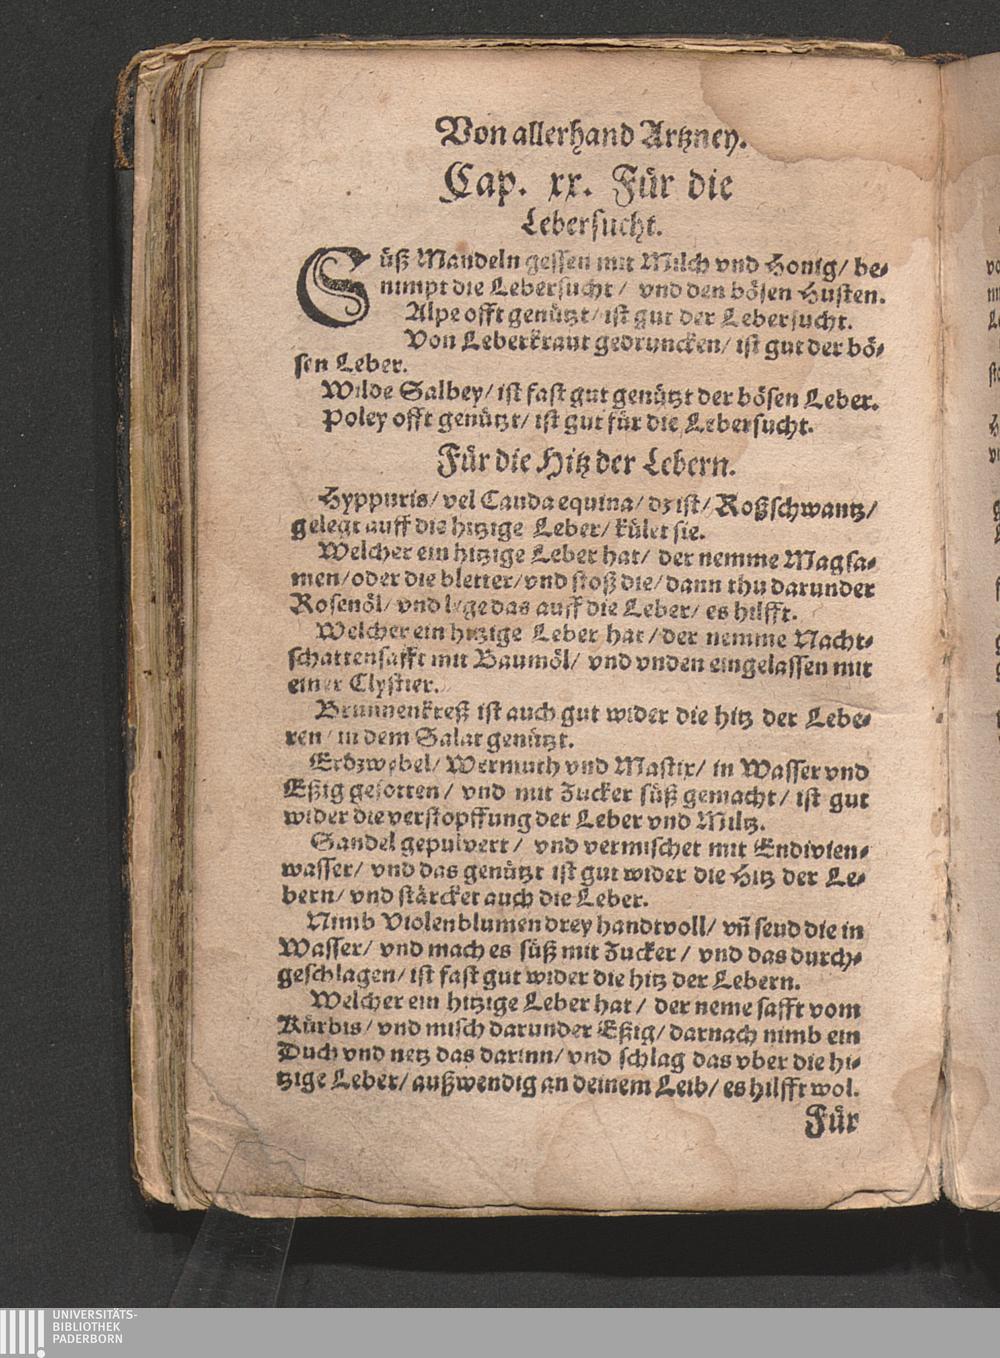 Von allerhand Artzney.
Cap. xx. Für die
Lebersucht.
Süß Mandeln gessen mit Milch vnd Honig/ be-
nimpt die Lebersucht/ vnd den bösen Husten.
Alpe offt genützt/ ist gut der Lebersucht.
Von Leberkraut gedruncken/ ist gut der bö-
sen Leber.
Wilde Salbey/ ist fast gut genützt der bösen Leber.
Poley offt genützt/ ist gut für die Lebersucht.
Für die Hitz der Lebern.
Hyppuris/ vel Cauda equina/ dz ist/ Roßschwantz/
gelegt auff die hitzige Leber/ kület sie.
Welcher ein hitzige Leber hat/ der nemme Magsa-
men/ oder die bletter/ vnd stoß die/ dann thu darunder
Rosenöl/ vnd lege das auff die Leber/ es hilfft.
Welcher ein hitzige Leber hat/ der nemme Nacht-
schattensafft mit Baumöl/ vnd vnden eingelassen mit
einer Clystier.
Brunnenkreß ist auch gut wider die hitz der Lebe-
ren/ in dem Salat genützt.
Erdzwebel/ Wermuth vnd Mastix/ in Wasser vnd
Eßig gesotten/ vnd mit Zucker süß gemacht/ ist gut
wider die verstopffung der Leber vnd Miltz.
Sandel gepulvert/ vnd vermischet mit Endivien-
wasser/ vnd das genützt ist gut wider die Hitz der Le-
bern/ vnd stärcket auch die Leber.
Nimb Violenblumen drey handtvoll/ vñ seud die in
Wasser/ vnd mach es süß mit Zucker/ vnd das durch-
geschlagen/ ist fast gut wider die hitz der Lebern.
Welcher ein hitzige Leber hat/ der neme safft vom
Kürbis/ vnd misch darunder Eßig/ darnach nimb ein
Duch vnd netz das darinn/ vnd schlag das vber die hi-
tzige Leber/ außwendig an deinem Leib/ es hilfft wol.
Für
UNIVERSITÄTS-
BIBLIOTHEK
PADERBORN